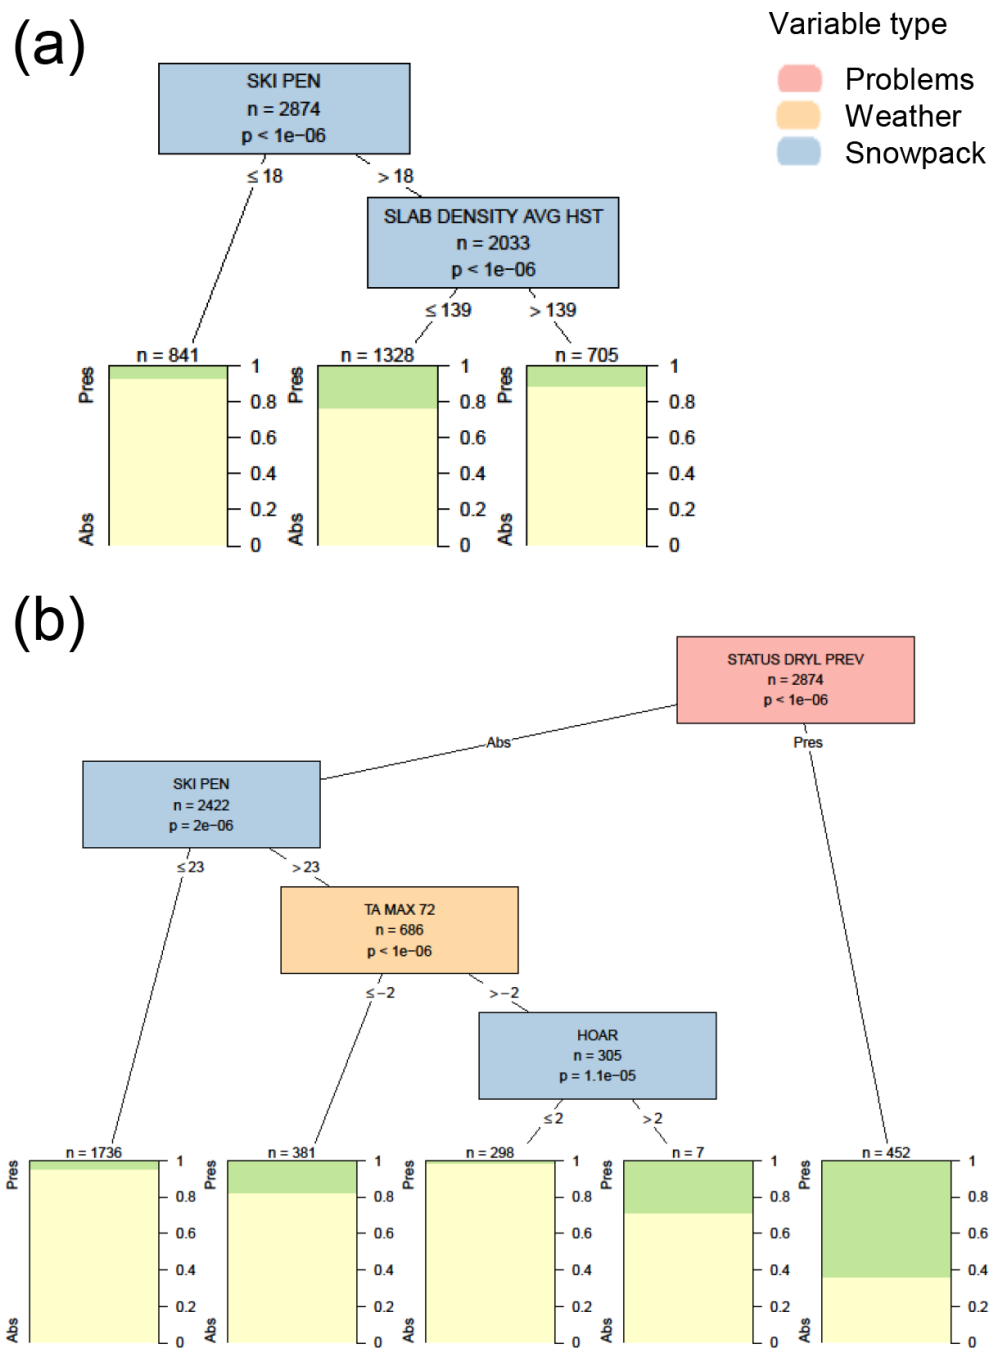 (a)
Variable type
Problems
Weather
Snowpack
SKI PEN
n = 2874
p < 1e−06
≤ 18
> 18
SLAB DENSITY AVG HST
n = 2033
p < 1e−06
≤ 139
> 139
n = 841
Pres
Abs
1
0.8
0.6
0.4
0.2
0
n = 1328
Pres
Abs
1
0.8
0.6
0.4
0.2
0
n = 705
Pres
Abs
1
0.8
0.6
0.4
0.2
0
(b)
STATUS DRYL PREV
n = 2874
p < 1e−06
Abs
Pres
SKI PEN
n = 2422
p = 2e−06
≤ 23
> 23
TA MAX 72
n = 686
p < 1e−06
≤ −2
> −2
HOAR
n = 305
p = 1.1e−05
≤ 2
> 2
n = 1736
Pres
Abs
1
0.8
0.6
0.4
0.2
0
n = 381
Pres
Abs
1
0.8
0.6
0.4
0.2
0
n = 298
Pres
Abs
1
0.8
0.6
0.4
0.2
0
n = 7
Pres
Abs
1
0.8
0.6
0.4
0.2
0
n = 452
Pres
Abs
1
0.8
0.6
0.4
0.2
0